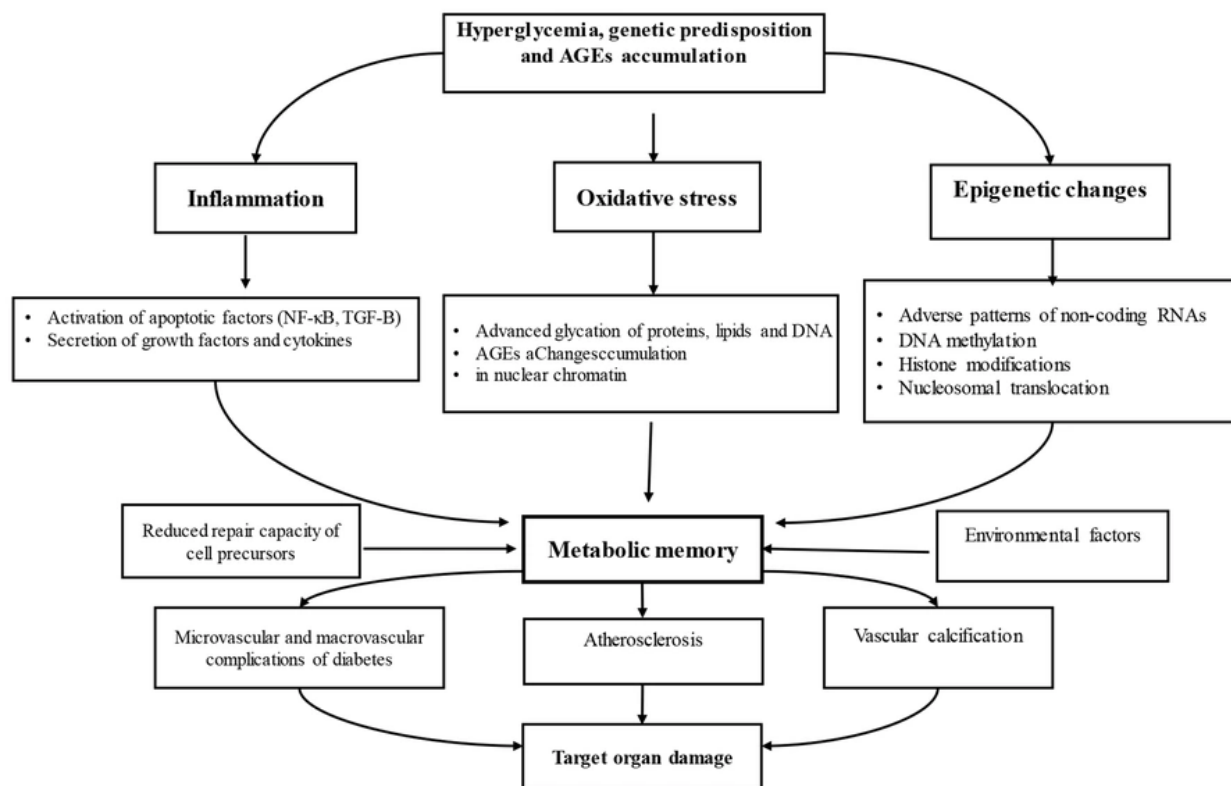 Hyperglycemia, genetic predisposition
and AGEs accumulation
Inflammation
Oxidative stress
Epigenetic changes
• Activation of apoptotic factors (NF-κB, TGF-B)
• Secretion of growth factors and cytokines
• Advanced glycation of proteins, lipids and DNA
• AGEs aChangesccumulation
• in nuclear chromatin
• Adverse patterns of non-coding RNAs
• DNA methylation
• Histone modifications
• Nucleosomal translocation
Reduced repair capacity of
cell precursors
Metabolic memory
Environmental factors
Microvascular and macrovascular
complications of diabetes
Atherosclerosis
Vascular calcification
Target organ damage